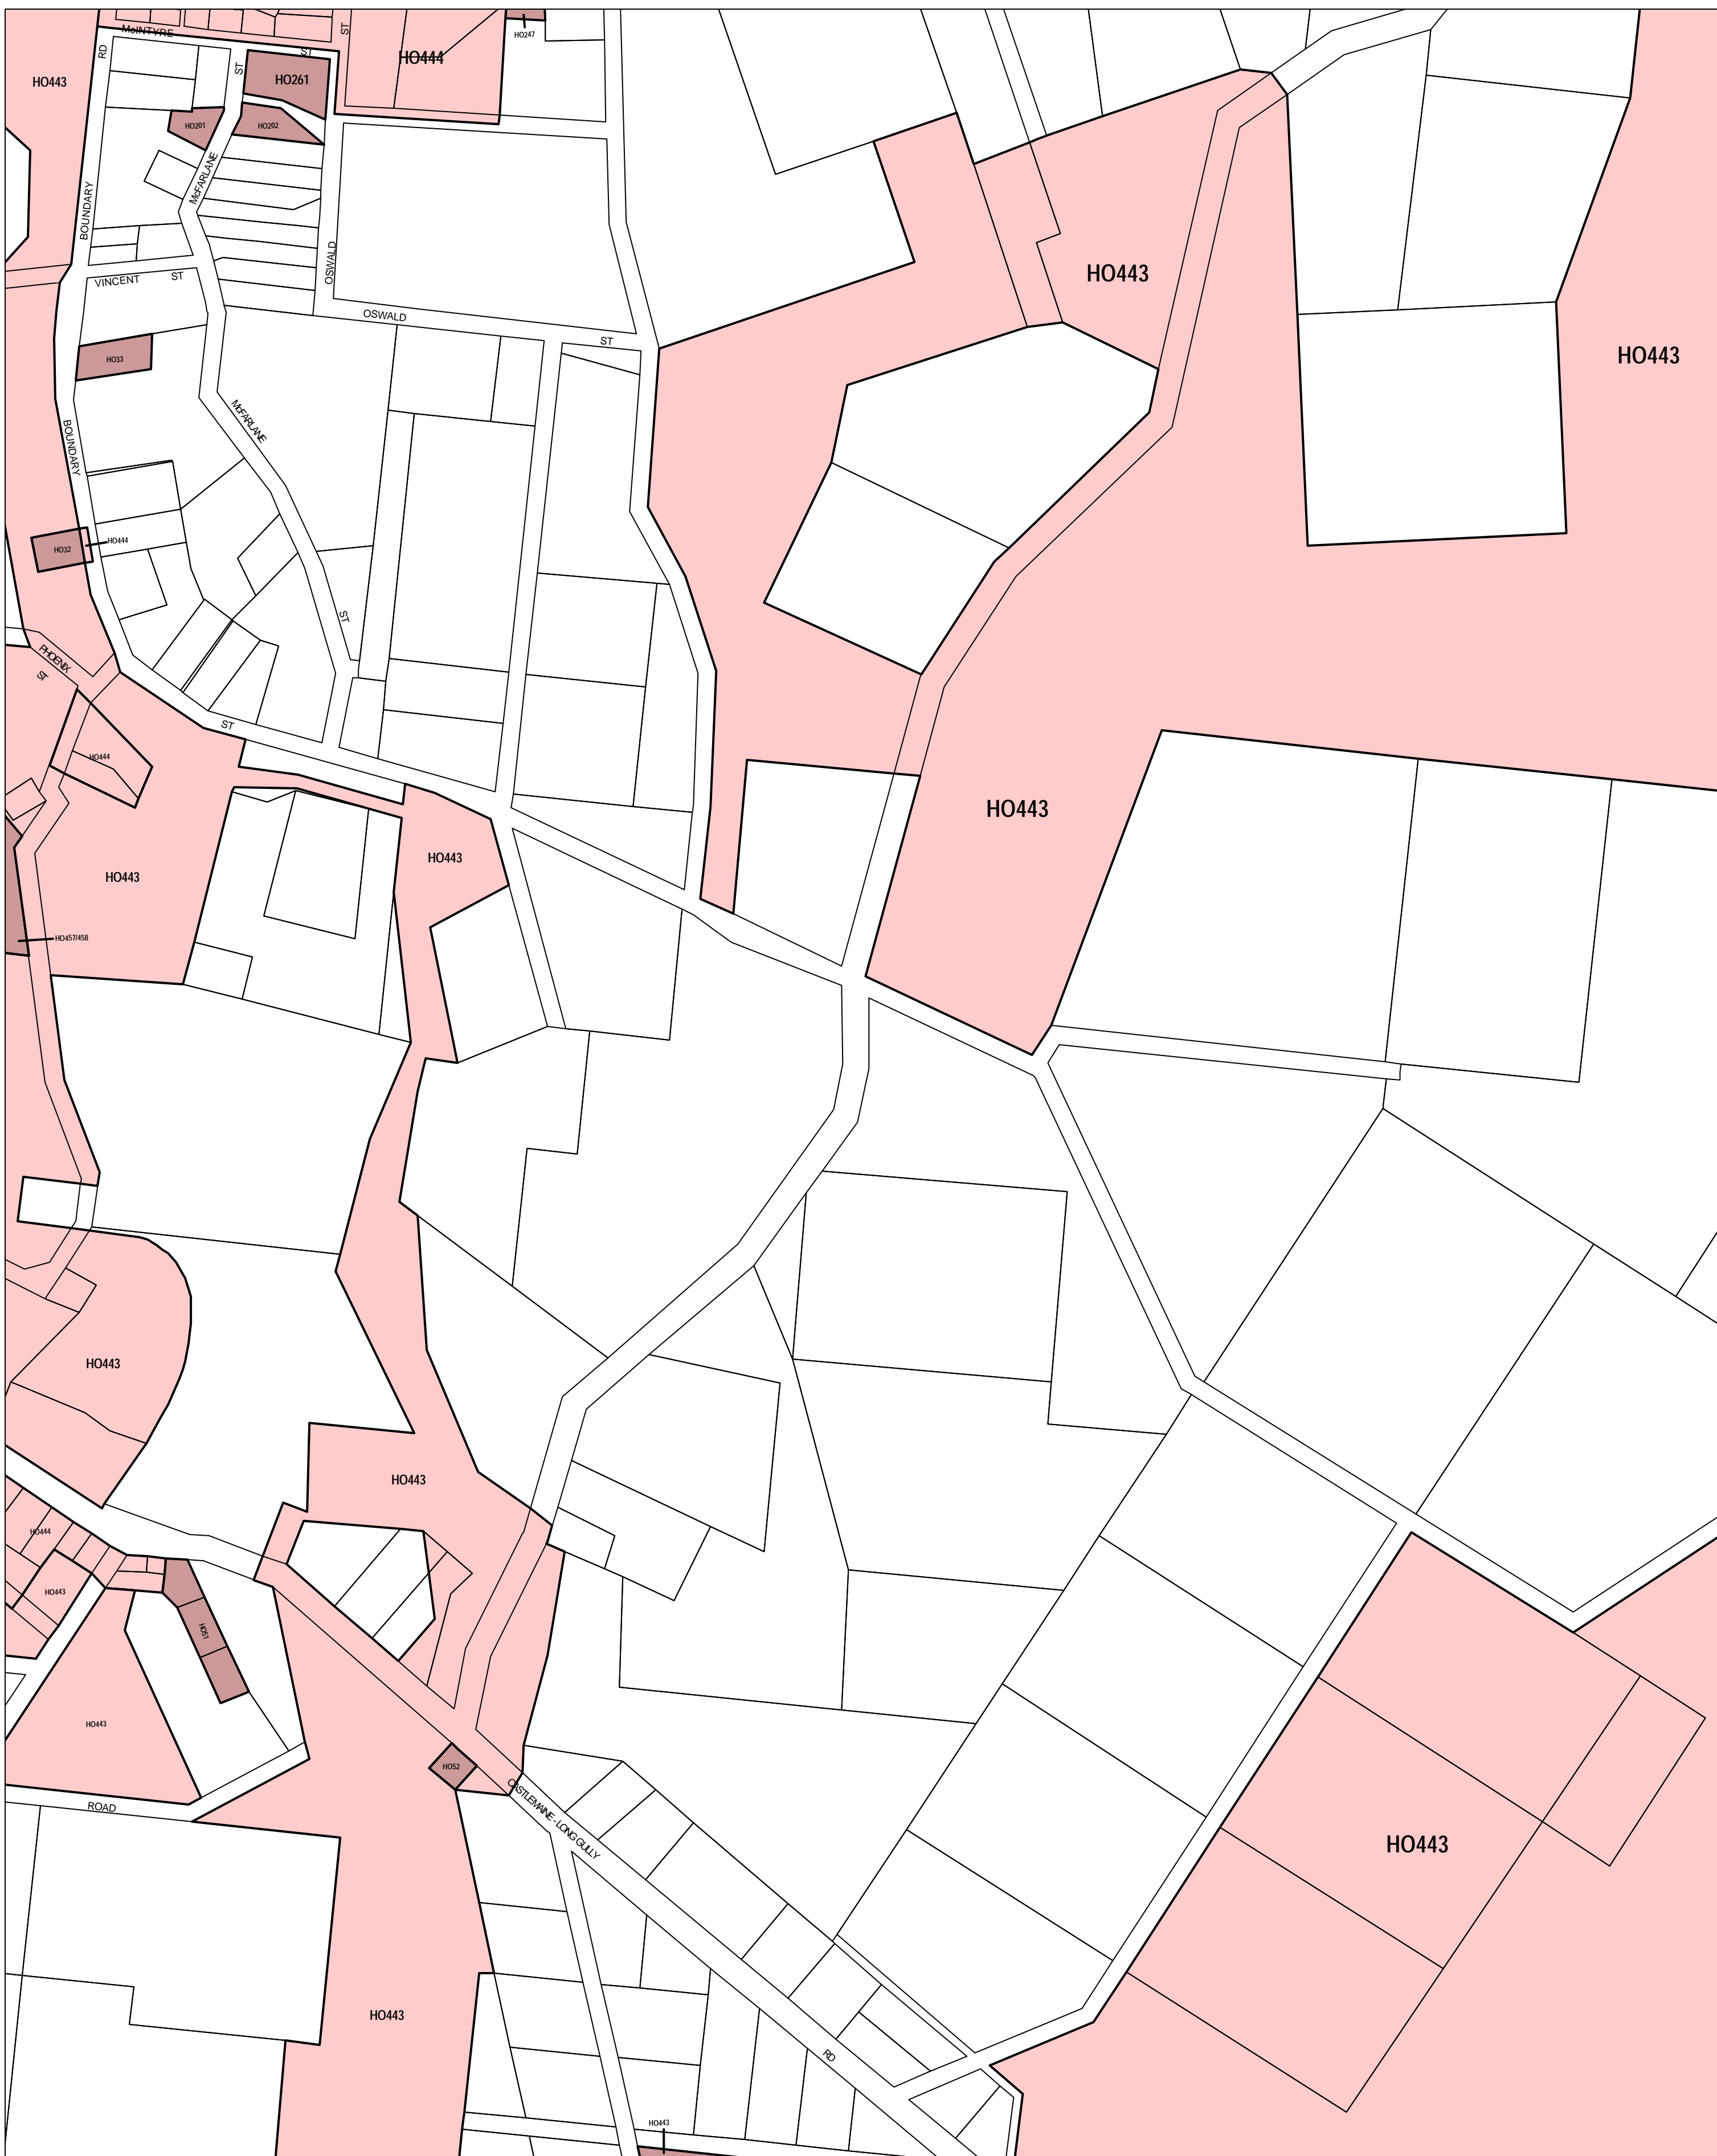 McINTYRE
ST
ST
HO247
RD
HO443
ST
HO261
HO444
HO201
HO202
McFARLANE
BOUNDARY
OSWALD
HO443
VINCENT ST
OSWALD
ST
HO33
HO443
McFARLANE
BOUNDARY
HO32
HO444
ST
PHOENIX
ST
ST
HO444
HO443
HO443
HO443
HO457/458
HO443
HO443
HO444
HO443
HO51
HO443
HO52
CASTLEMAINE - LONG GULLY
ROAD
HO443
HO443
RD
HO443